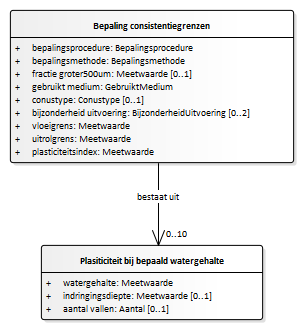 Bepaling consistentiegrenzen
+ bepalingsprocedure: Bepalingsprocedure
+ bepalingsmethode: Bepalingsmethode
+ fractie groter500um: Meetwaarde [0..1]
+ gebruikt medium: GebruiktMedium
+ conustype: Conustype [0..1]
+ bijzonderheid uitvoering: BijzonderheidUitvoering [0..2]
+ vloeigrens: Meetwaarde
+ uitrolgrens: Meetwaarde
+ plasticiteitsindex: Meetwaarde
bestaat uit
0..10
Plasiticiteit bij bepaald watergehalte
+ watergehalte: Meetwaarde
+ indringingsdiepte: Meetwaarde [0..1]
+ aantal vallen: Aantal [0..1]